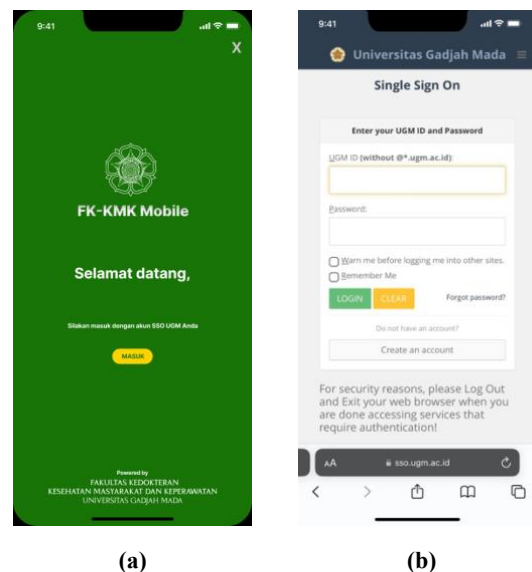 9:41
X
FK-KMK Mobile
Selamat datang,
Silakan masuk dengan akun SSO UGM Anda
MASUK
Powered by
FAKULTAS KEDOKTERAN
KESEHATAN MASYARAKAT DAN KEPERAWATAN
UNIVERSITAS GADJAH MADA
(a)
9:41
Universitas Gadjah Mada
Single Sign On
Enter your UGM ID and Password
UGM ID (without @*.ugm.ac.id):
Password:
Warn me before logging me into other sites.
Remember Me
LOGIN CLEAR Forgot password?
Do not have an account?
Create an account
For security reasons, please Log Out
and Exit your web browser when you
are done accessing services that
require authentication!
AA sso.ugm.ac.id
(b)